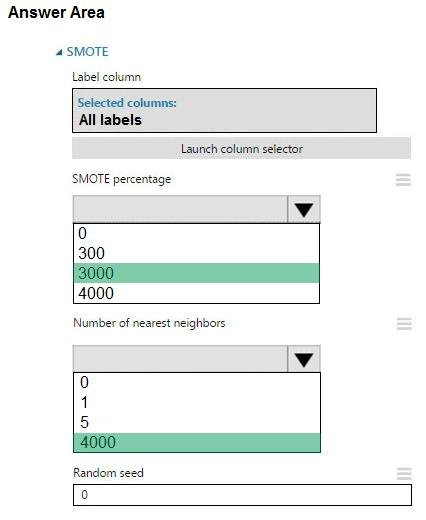 Answer Area
SMOTE
Label column
Selected columns:
All labels
Launch column selector
SMOTE percentage
0
300
3000
4000
Number of nearest neighbors
0
1
5
4000
Random seed
0